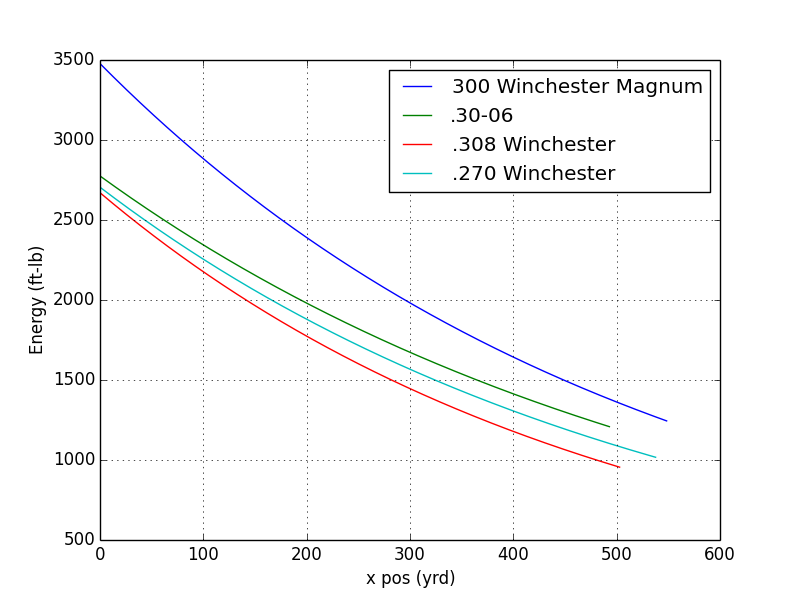 3500
3000
2500
2000
1500
1000
500
Energy (ft-lb)
300 Winchester Magnum
.30-06
.308 Winchester
.270 Winchester
0 100 200 300 400 500 600
x pos (yrd)